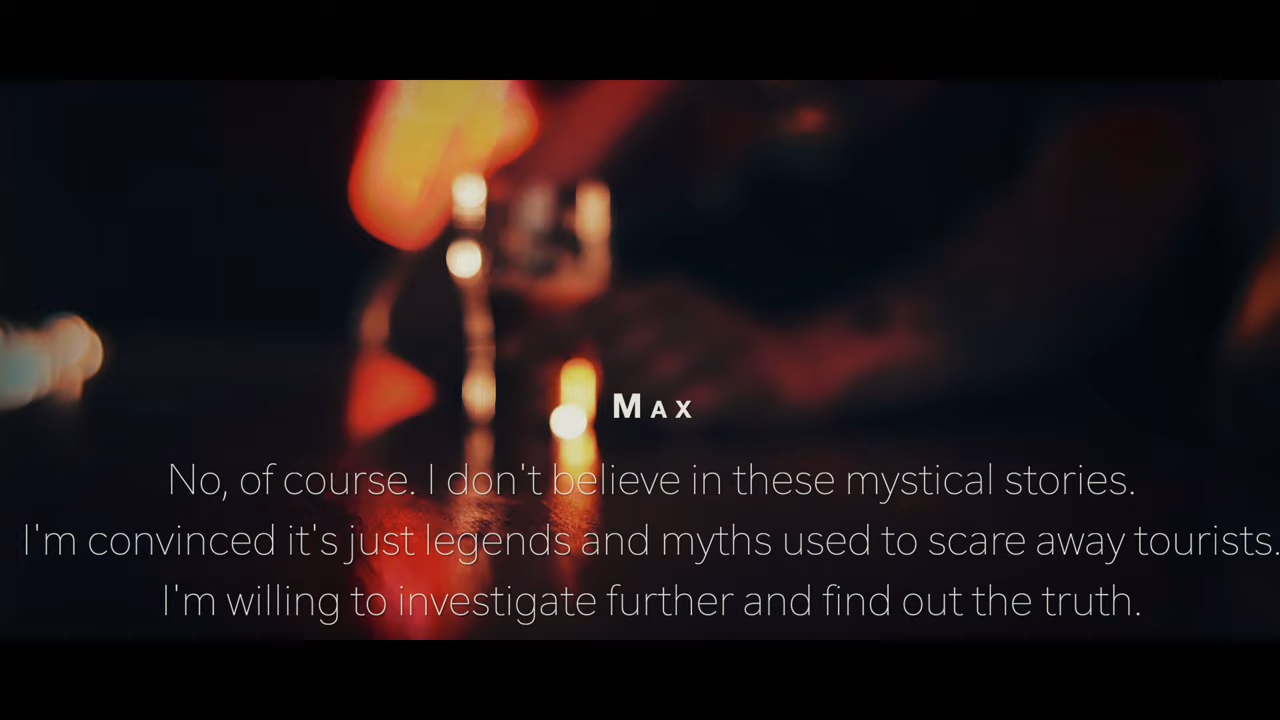 Max
No, of course. I don't believe in these mystical stories.
I'm convinced it's just legends and myths used to scare away tourists.
I'm willing to investigate further and find out the truth.